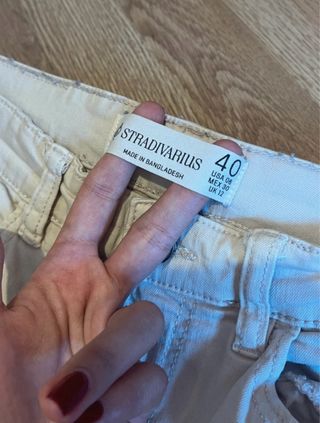 STRADIVARIUS
MADE IN BANGLADESH
40
USA 08
MEX 30
UK 12